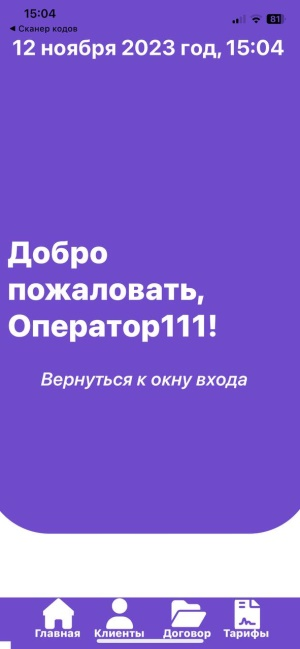 15:04
◀ Сканер кодов
81
12 ноября 2023 год, 15:04
Добро
пожаловать,
Оператор111!
Вернуться к окну входа
Главная Клиенты Договор Тарифы